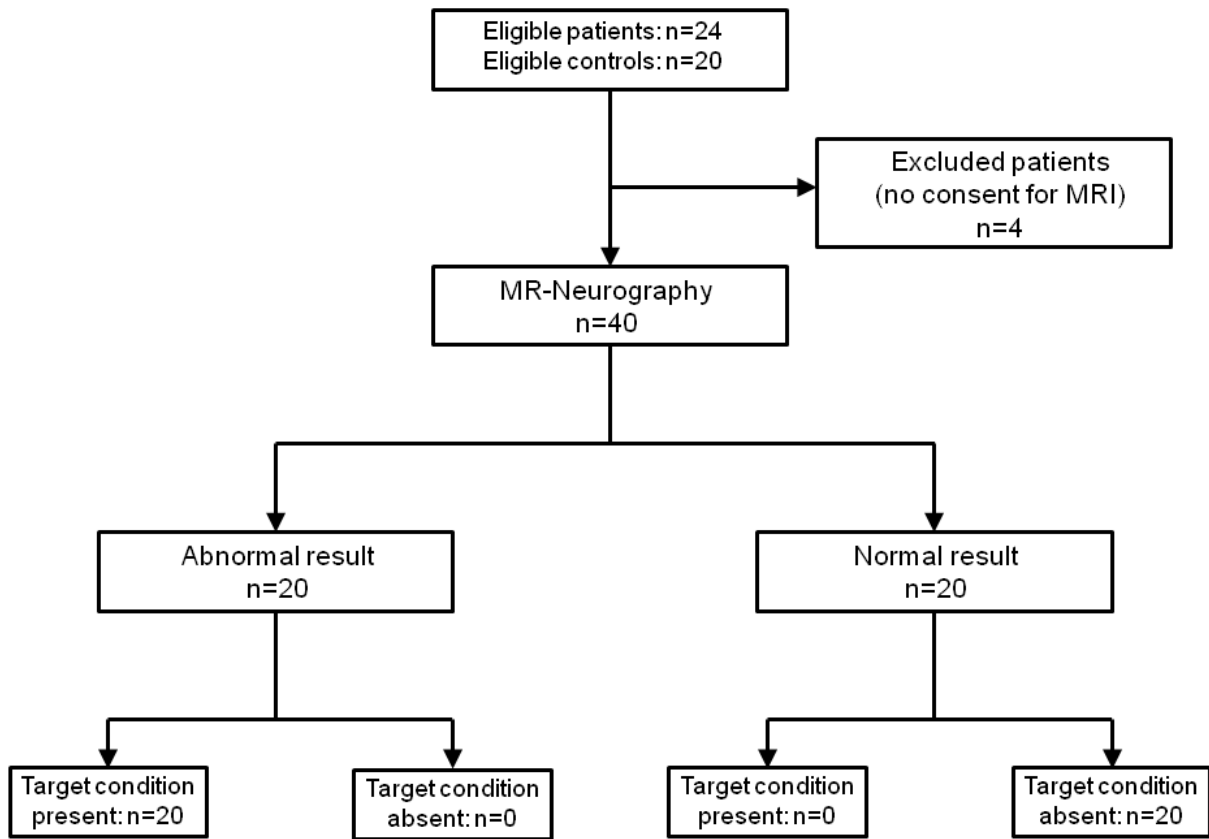 Eligible patients: n=24
Eligible controls: n=20
Excluded patients
(no consent for MRI)
n=4
MR-Neurography
n=40
Abnormal result
n=20
Normal result
n=20
Target condition
present: n=20
Target condition
absent: n=0
Target condition
present: n=0
Target condition
absent: n=20